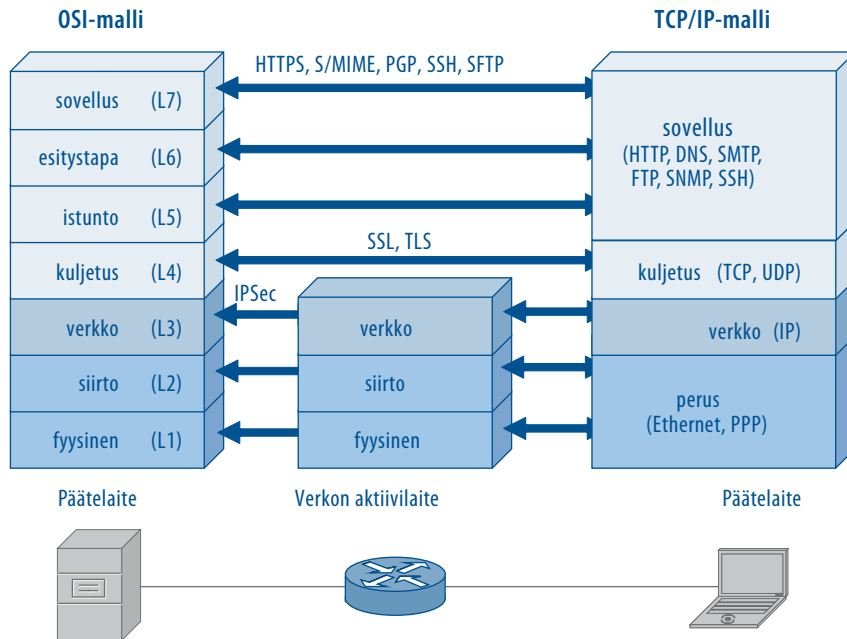 OSI-malli
TCP/IP-malli
HTTPS, S/MIME, PGP, SSH, SFTP
sovellus (L7)
esitystapa (L6)
istunto (L5)
kuljetus (L4)
verkko (L3)
siirto (L2)
fyysinen (L1)
SSL, TLS
IPSec
verkko
siirto
fyysinen
sovellus
(HTTP, DNS, SMTP,
FTP, SNMP, SSH)
kuljetus (TCP, UDP)
verkko (IP)
perus
(Ethernet, PPP)
Päätelaite
Verkon aktiivilaite
Päätelaite